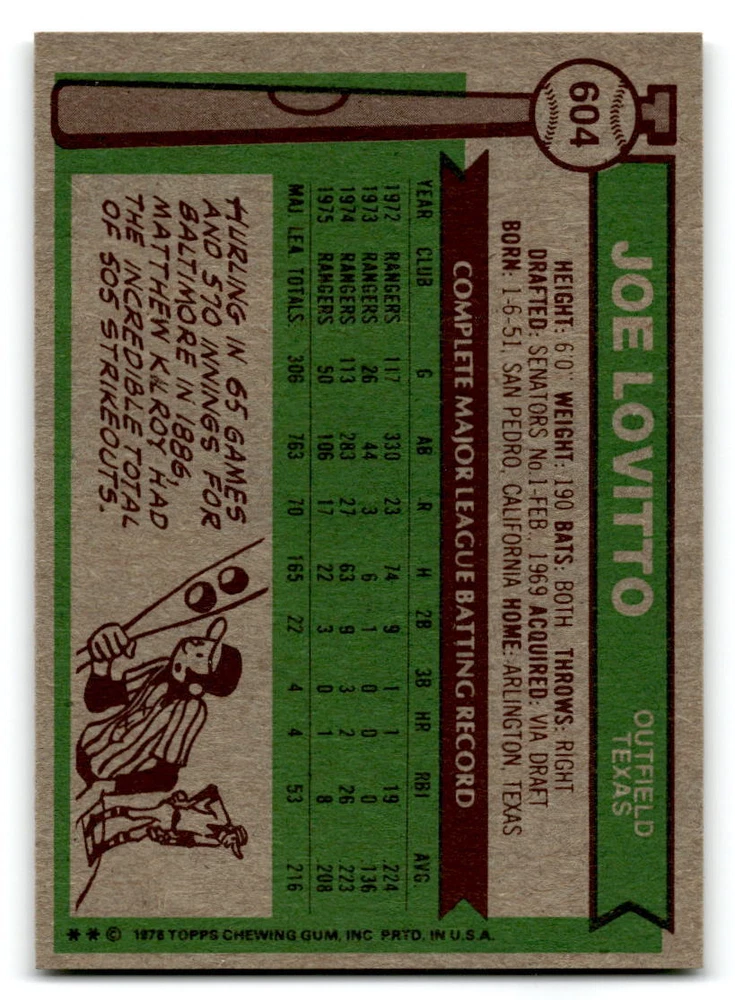 604
JOE LOVITTO
OUTFIELD
TEXAS
HEIGHT: 6'0" WEIGHT: 190 BATS: BOTH THROWS: RIGHT
DRAFTED: SENATORS No.1-FEB., 1969 ACQUIRED: VIA DRAFT
BORN: 1-6-51, SAN PEDRO, CALIFORNIA HOME: ARLINGTON, TEXAS
COMPLETE MAJOR LEAGUE BATTING RECORD
YEAR CLUB G AB R H 2B 3B HR RBI AVG.
1972 RANGERS 117 330 23 74 9 1 1 19 .224
1973 RANGERS 26 44 3 6 1 0 0 0 .136
1974 RANGERS 113 283 27 63 9 3 2 26 .223
1975 RANGERS 50 106 17 22 3 0 1 8 .208
MAJ. LEA. TOTALS. 306 763 70 165 22 4 4 53 .216
HURLING IN 65 GAMES
AND 570 INNINGS FOR
BALTIMORE IN 1886,
MATTHEW KILROY HAD
THE INCREDIBLE TOTAL
OF 505 STRIKEOUTS.
** © 1976 TOPPS CHEWING GUM, INC. PRTD. IN U.S.A.